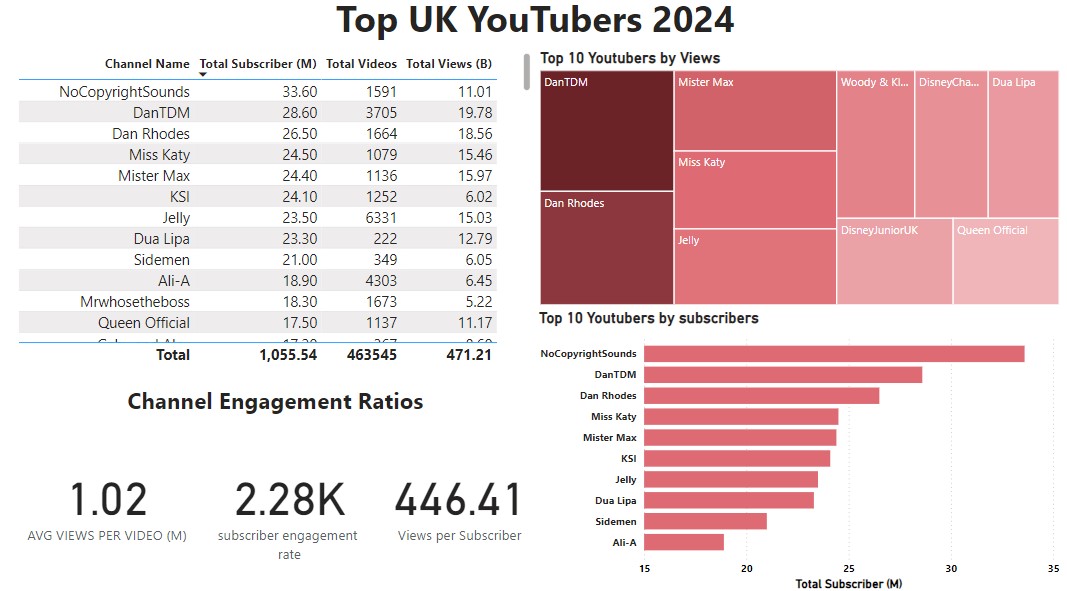 Top UK YouTubers 2024
Channel Name Total Subscriber (M) Total Videos Total Views (B)
NoCopyrightSounds 33.60 1591 11.01
DanTDM 28.60 3705 19.78
Dan Rhodes 26.50 1664 18.56
Miss Katy 24.50 1079 15.46
Mister Max 24.40 1136 15.97
KSI 24.10 1252 6.02
Jelly 23.50 6331 15.03
Dua Lipa 23.30 222 12.79
Sidemen 21.00 349 6.05
Ali-A 18.90 4303 6.45
Mrwhosetheboss 18.30 1673 5.22
Queen Official 17.50 1137 11.17
Total 1,055.54 463545 471.21
Channel Engagement Ratios
1.02
AVG VIEWS PER VIDEO (M)
2.28K
subscriber engagement
rate
446.41
Views per Subscriber
Top 10 Youtubers by Views
DanTDM
Dan Rhodes
Mister Max
Miss Katy
Jelly
Woody & Kl...
DisneyCha...
Dua Lipa
DisneyJuniorUK
Queen Official
Top 10 Youtubers by subscribers
NoCopyrightSounds
DanTDM
Dan Rhodes
Miss Katy
Mister Max
KSI
Jelly
Dua Lipa
Sidemen
Ali-A
15 20 25 30 35
Total Subscriber (M)